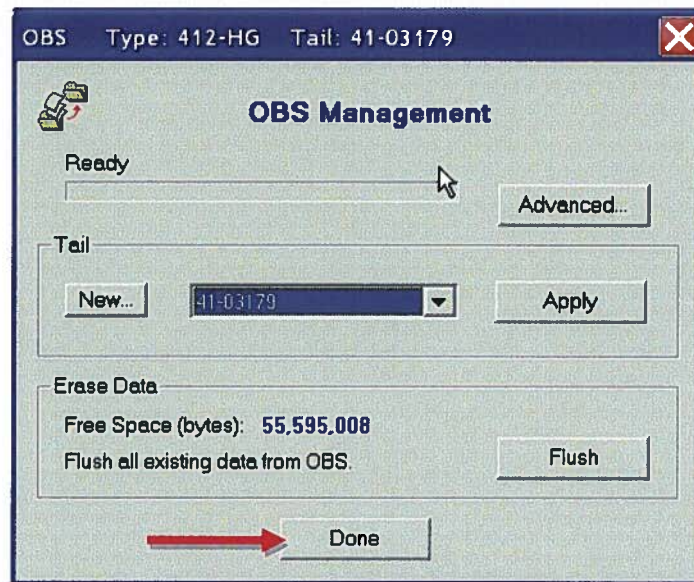 OBS Type: 412-HG Tail: 41-03179
OBS Management
Ready
Advanced...
Tail
New... 41-03179 Apply
Erase Data
Free Space (bytes): 55,595,008
Flush all existing data from OBS.
Flush
Done